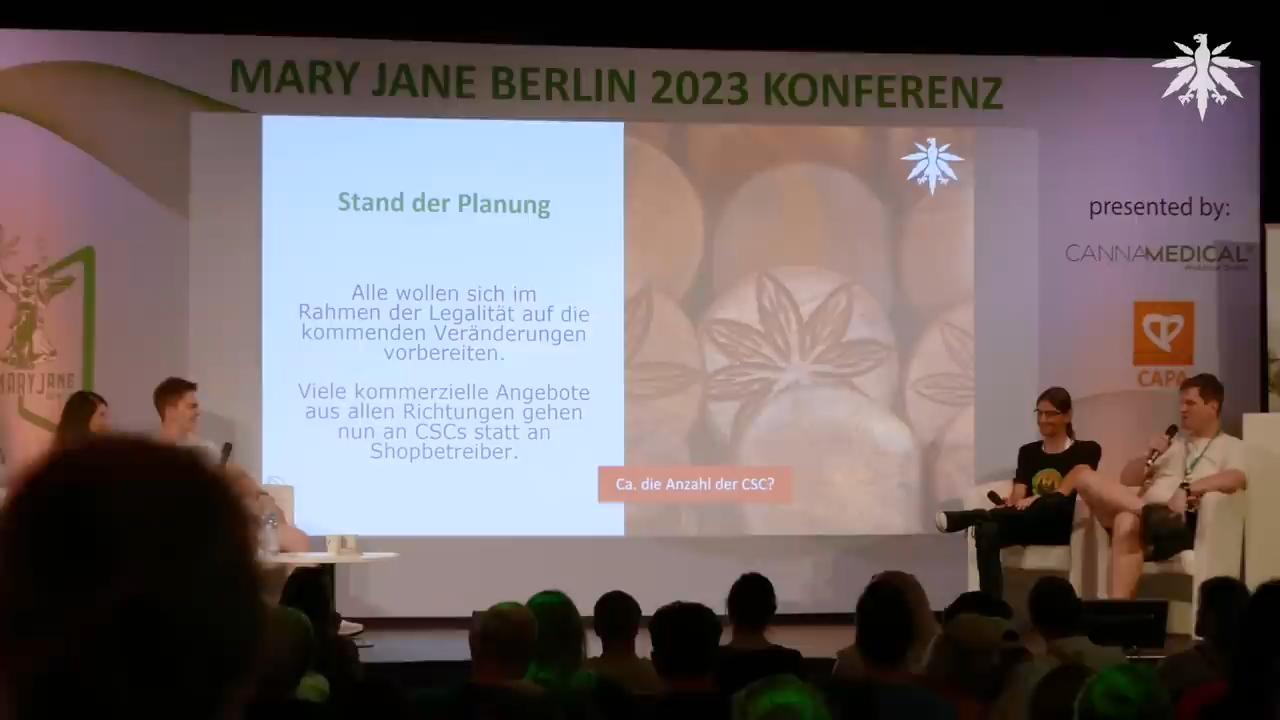 MARY JANE BERLIN 2023 KONFERENZ
Stand der Planung
Alle wollen sich im
Rahmen der Legalität auf die
kommenden Veränderungen
vorbereiten.
Viele kommerzielle Angebote
aus allen Richtungen gehen
nun an CSCs statt an
Shopbetreiber.
Ca. die Anzahl der CSC?
presented by:
CANNAMEDICAL®
CAPA
MARY JANE